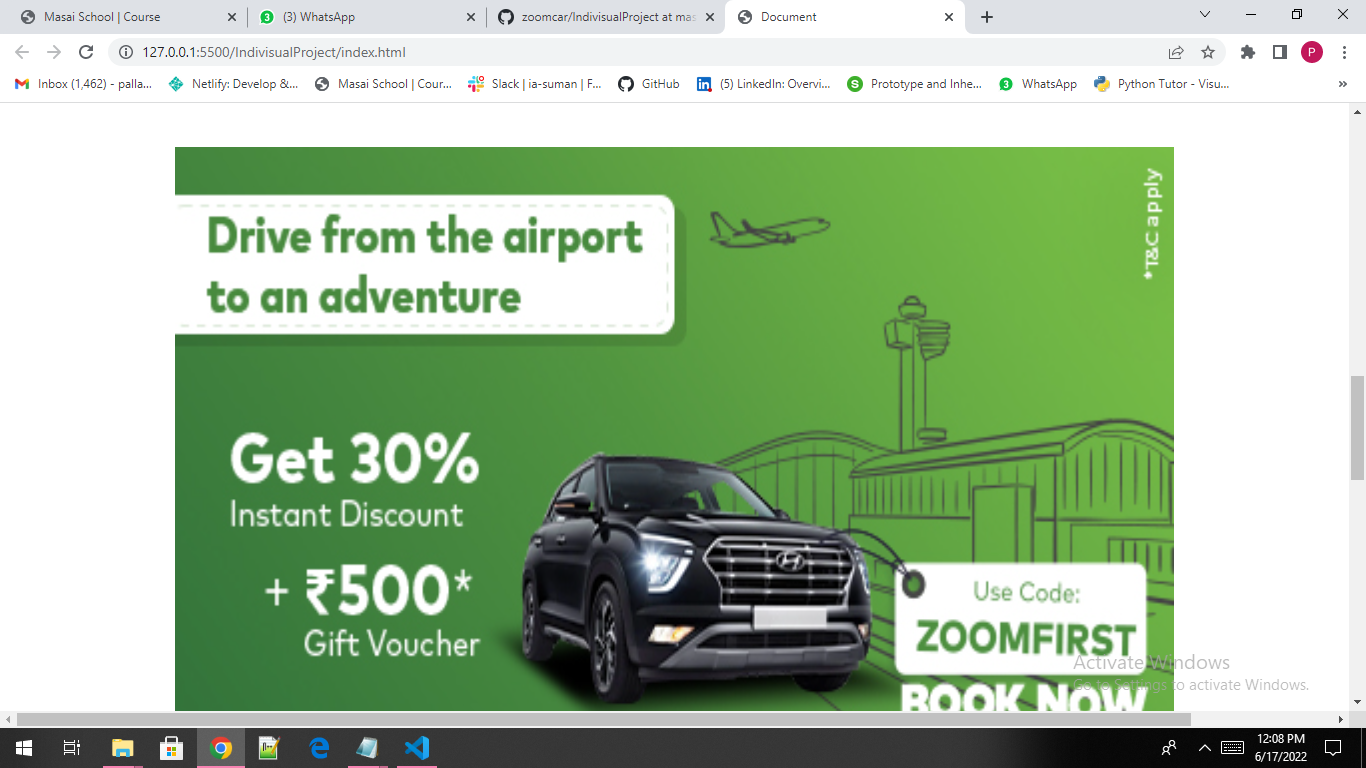 Masai School | Course
(3) WhatsApp
zoomcar/IndivisualProject at mas
Document
127.0.0.1:5500/IndivisualProject/index.html
P
Inbox (1,462) - palla...
Netlify: Develop &...
Masai School | Cour...
Slack | ia-suman | F...
GitHub
(5) LinkedIn: Overvi...
Prototype and Inhe...
WhatsApp
Python Tutor - Visu...
»
*T&C apply
Drive from the airport
to an adventure
Get 30%
Instant Discount
+ ₹500*
Gift Voucher
Use Code:
ZOOMFIRST
BOOK NOW
Activate Windows
Go to Settings to activate Windows.
12:08 PM
6/17/2022